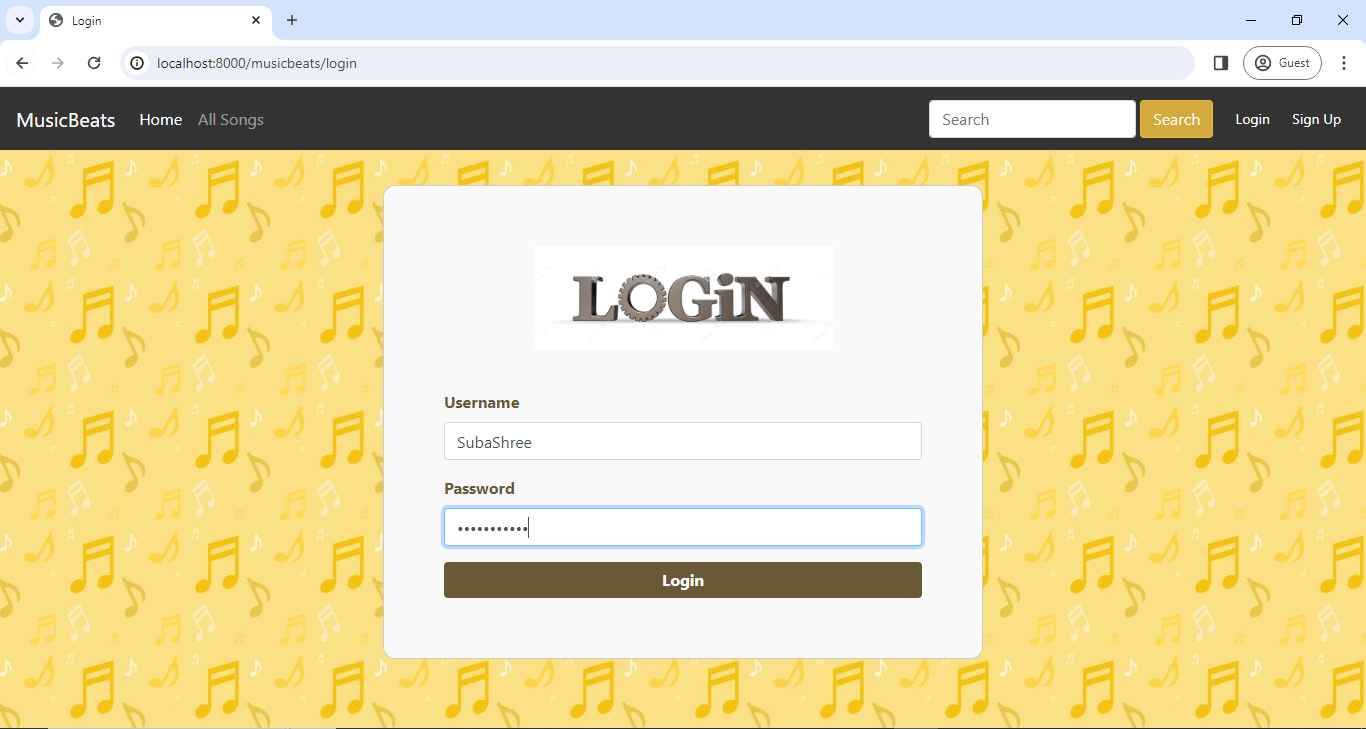 Login
localhost:8000/musicbeats/login
Guest
MusicBeats Home All Songs Search Search Login Sign Up
LOGiN
Username
SubaShree
Password
•••••••••••
Login